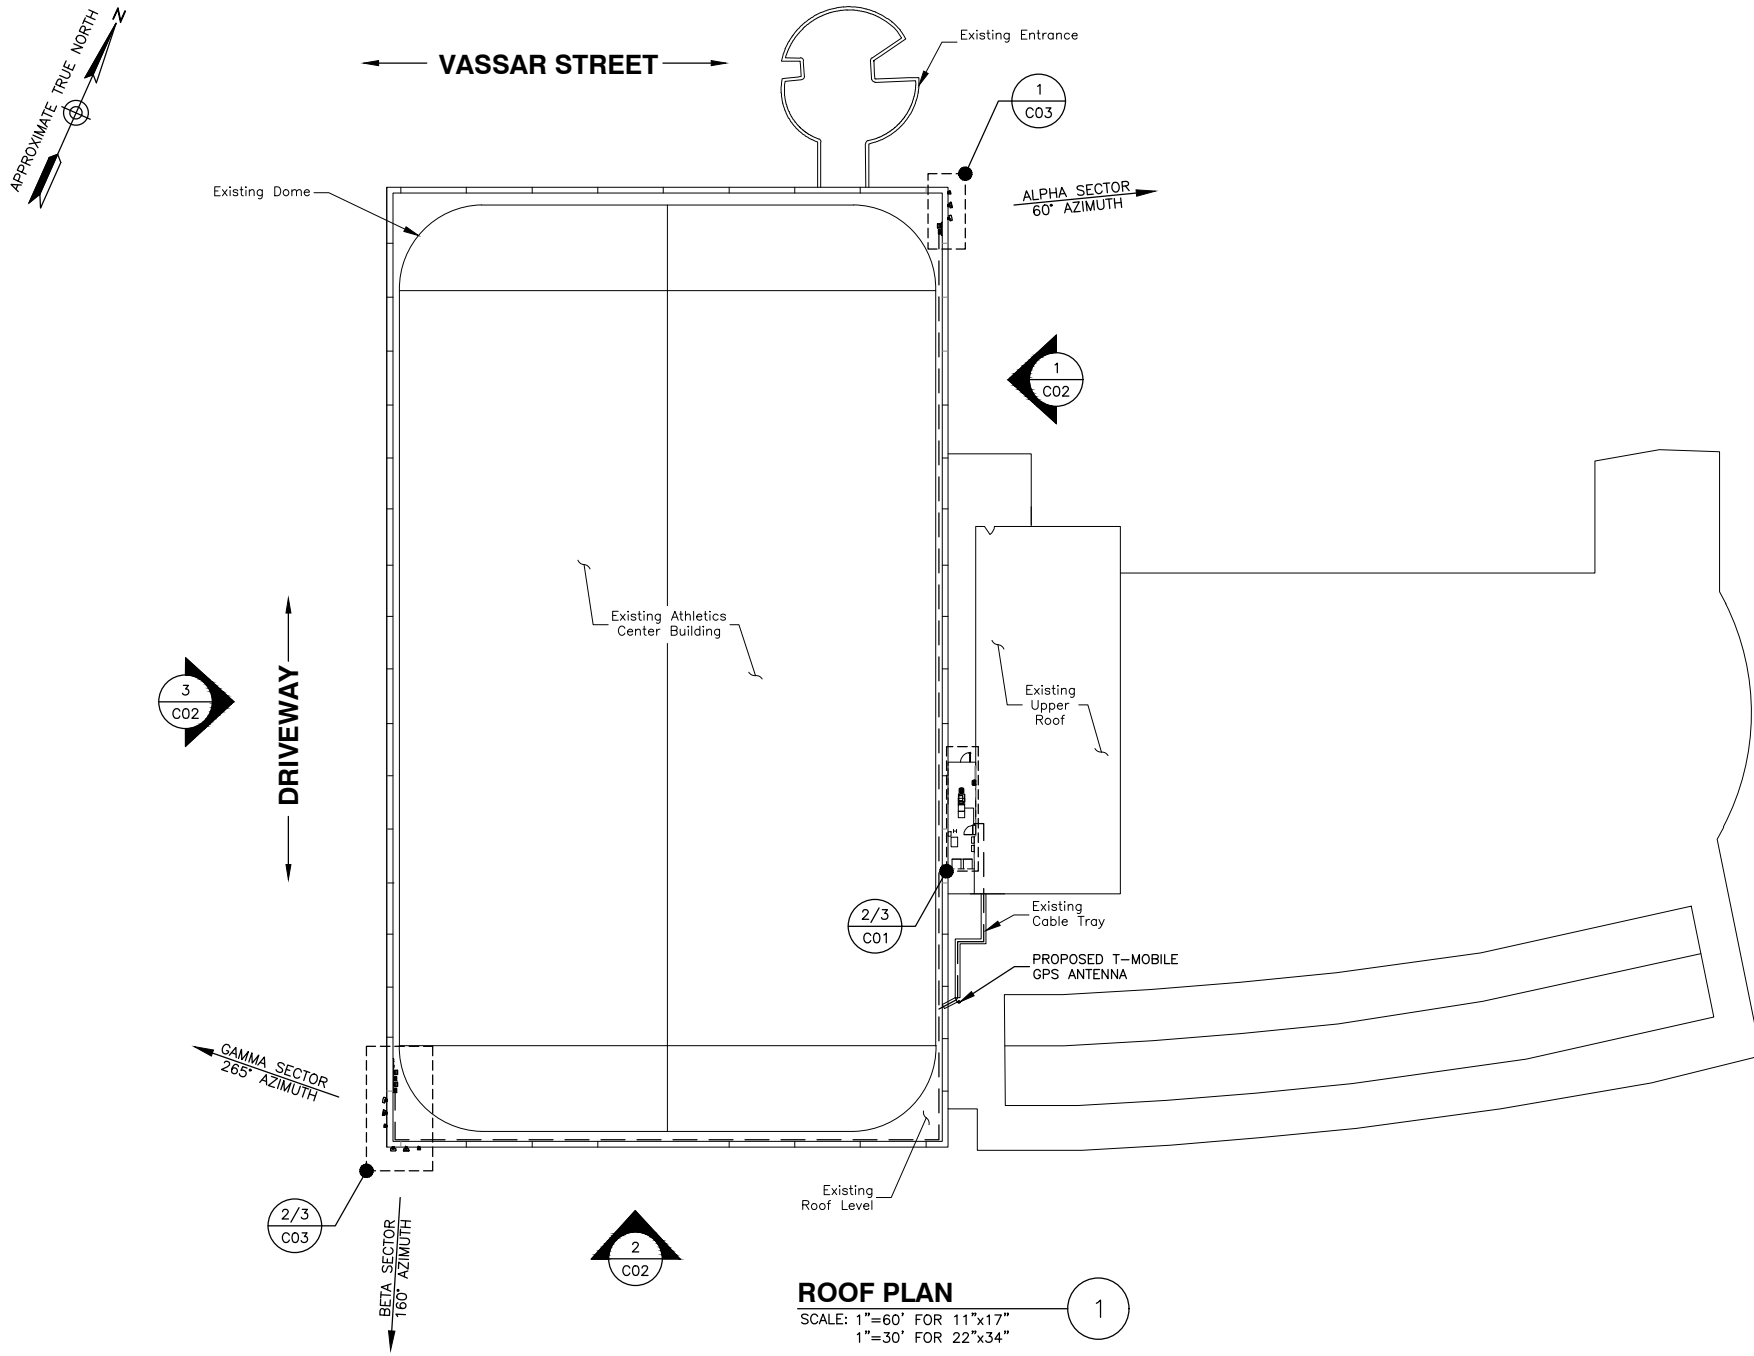 N
APPROXIMATE TRUE NORTH
VASSAR STREET
Existing Entrance
1
C03
Existing Dome
ALPHA SECTOR
60° AZIMUTH
1
C02
Existing Athletics
Center Building
Existing
Upper
Roof
3
C02
DRIVEWAY
2/3
C01
Existing
Cable Tray
PROPOSED T-MOBILE
GPS ANTENNA
GAMMA SECTOR
265° AZIMUTH
Existing
Roof Level
2/3
C03
BETA SECTOR
160° AZIMUTH
2
C02
ROOF PLAN
SCALE: 1"=60' FOR 11"x17"
1"=30' FOR 22"x34"
1